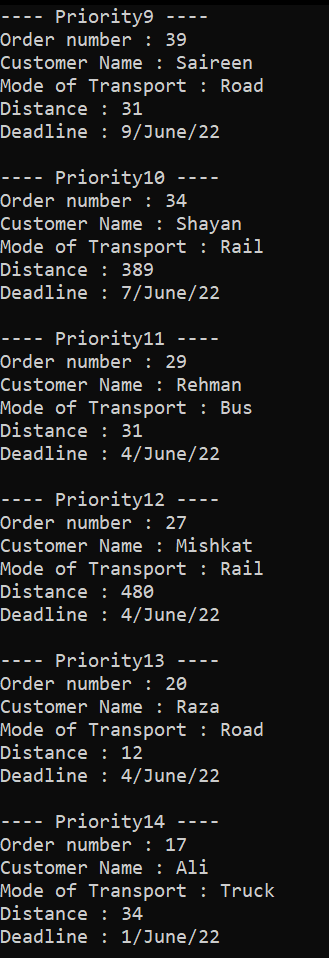 ---- Priority9 ----
Order number : 39
Customer Name : Saireen
Mode of Transport : Road
Distance : 31
Deadline : 9/June/22
---- Priority10 ----
Order number : 34
Customer Name : Shayan
Mode of Transport : Rail
Distance : 389
Deadline : 7/June/22
---- Priority11 ----
Order number : 29
Customer Name : Rehman
Mode of Transport : Bus
Distance : 31
Deadline : 4/June/22
---- Priority12 ----
Order number : 27
Customer Name : Mishkat
Mode of Transport : Rail
Distance : 480
Deadline : 4/June/22
---- Priority13 ----
Order number : 20
Customer Name : Raza
Mode of Transport : Road
Distance : 12
Deadline : 4/June/22
---- Priority14 ----
Order number : 17
Customer Name : Ali
Mode of Transport : Truck
Distance : 34
Deadline : 1/June/22